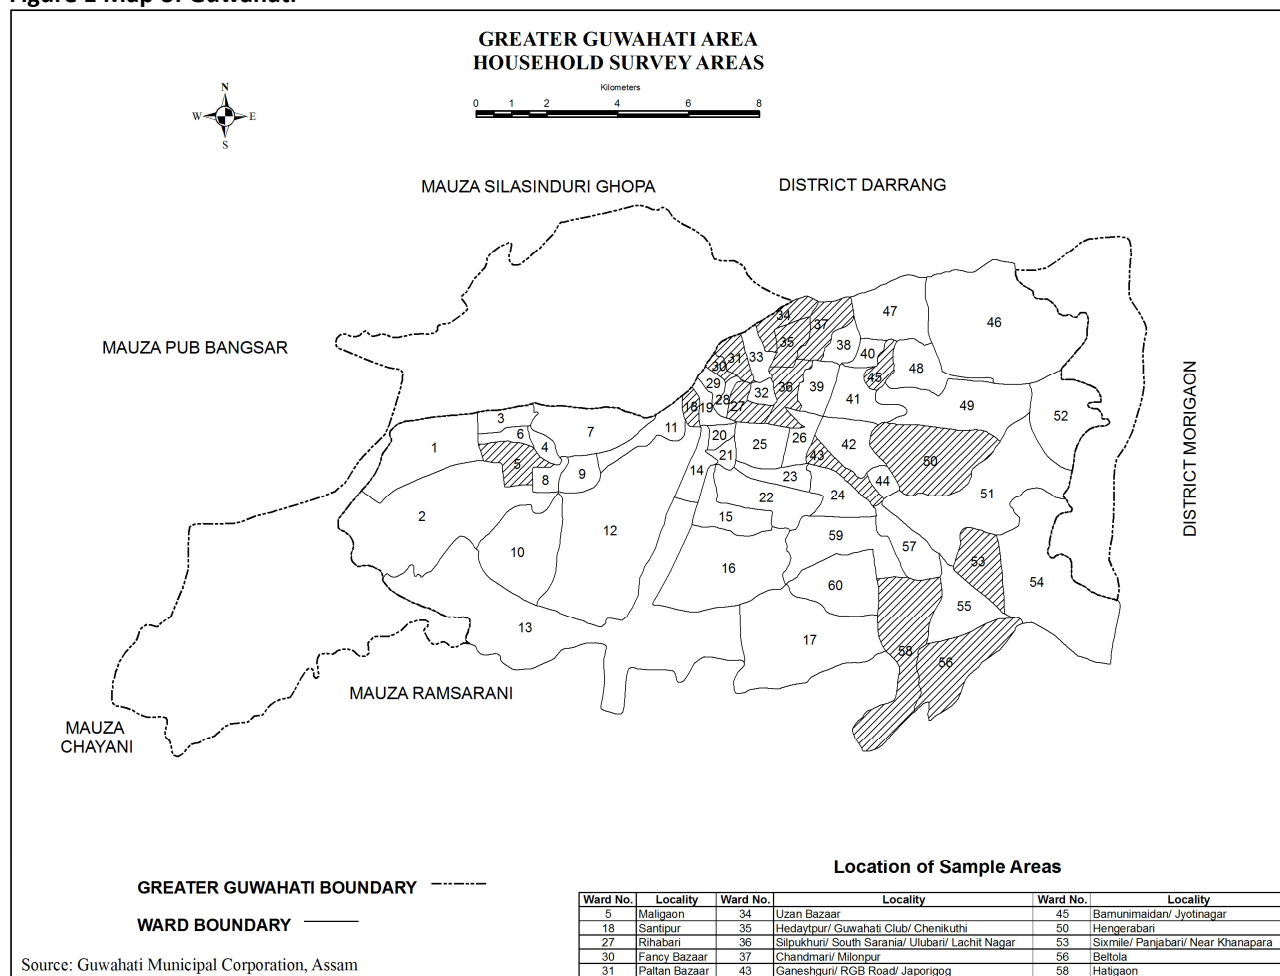 Figure 1 Map of Guwahati
GREATER GUWAHATI AREA
HOUSEHOLD SURVEY AREAS
Kilometers
0 1 2 4 6 8
N
W E
S
MAUZA SILASINDURI GHOPA DISTRICT DARRANG
MAUZA PUB BANGSAR
DISTRICT MORIGAON
MAUZA RAMSARANI
MAUZA
CHAYANI
34
37
47
46
35
38
33
31
30
40
48
45
29
36
39
32
28
41
49
52
18
19
27
3
6
7
11
1
4
20
25
26
42
5
21
43
50
8
9
14
23
44
51
2
22
24
15
12
59
57
10
16
53
60
54
55
13
17
58
56
GREATER GUWAHATI BOUNDARY
WARD BOUNDARY
Source: Guwahati Municipal Corporation, Assam
Location of Sample Areas
Ward No. Locality Ward No. Locality Ward No. Locality
5 Maligaon 34 Uzan Bazaar 45 Bamunimaidan/ Jyotinagar
18 Santipur 35 Hedaytpur/ Guwahati Club/ Chenikuthi 50 Hengerabari
27 Rihabari 36 Silpukhuri/ South Sarania/ Ulubari/ Lachit Nagar 53 Sixmile/ Panjabari/ Near Khanapara
30 Fancy Bazaar 37 Chandmari/ Milonpur 56 Beltola
31 Paltan Bazaar 43 Ganeshguri/ RGB Road/ Japorigog 58 Hatigaon